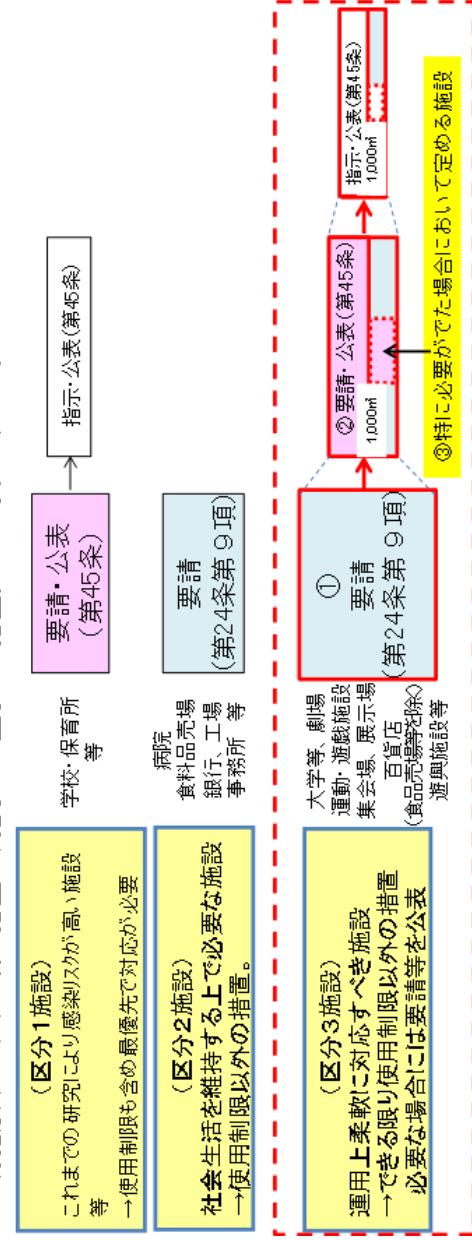 (区分1施設)
これまでの研究により感染リスクが高い施設
等
→使用制限も含め最優先で対応が必要
学校・保育所
等
要請・公表
(第45条)
指示・公表(第45条)
(区分2施設)
社会生活を維持する上で必要な施設
→使用制限以外の措置。
病院
食料品売場
銀行、工場
事務所 等
要請
(第24条第9項)
(区分3施設)
運用上柔軟に対応すべき施設
→できる限り使用制限以外の措置
必要な場合には要請等を公表
大学等、劇場
運動・遊戯施設
集会場、展示場
百貨店
(食品売場等を除く)
遊興施設等
①
要請
(第24条第9項)
②要請・公表(第45条)
1,000㎡
指示・公表(第45条)
1,000㎡
③特に必要がでた場合において定める施設